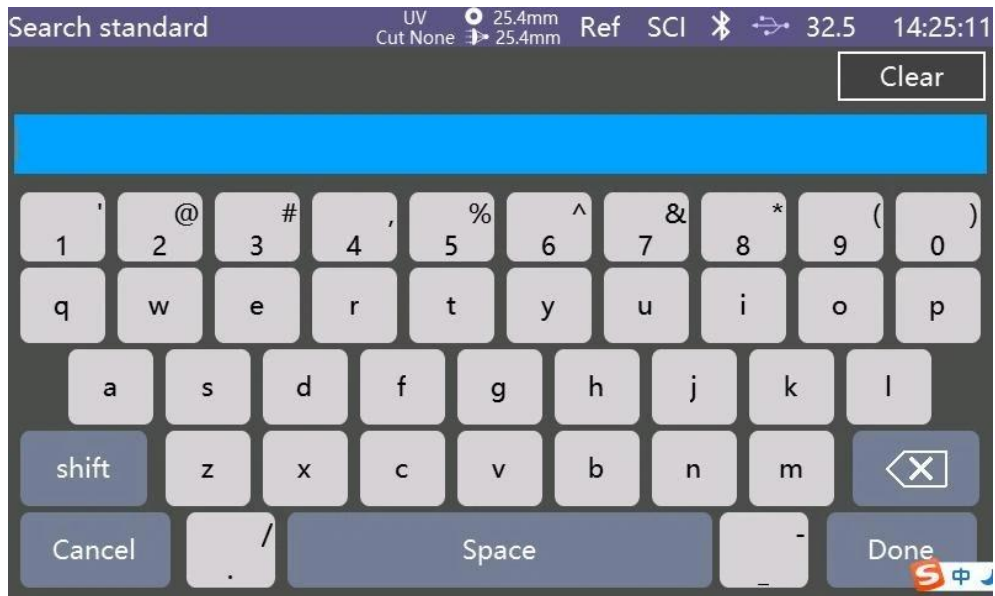 Search standard UV 25.4mm Ref SCI 32.5 14:25:11
Cut None 25.4mm
Clear
' @ # , % ^ & * ( )
1 2 3 4 5 6 7 8 9 0
q w e r t y u i o p
a s d f g h j k l
shift z x c v b n m
Cancel / . Space - _ Done
S 中